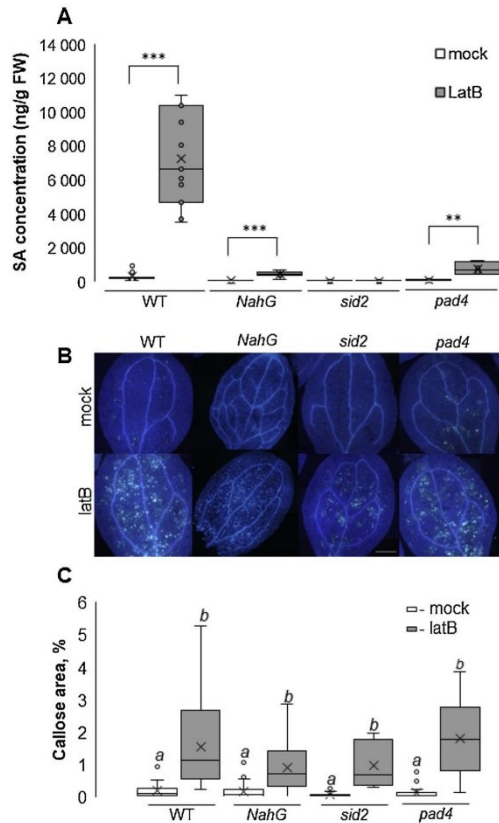 A
SA concentration (ng/g FW)
14 000
12 000
10 000
8 000
6 000
4 000
2 000
0
***
***
**
mock
LatB
WT
NahG
sid2
pad4
B
WT
NahG
sid2
pad4
mock
latB
C
Callose area, %
6
5
4
3
2
1
0
- mock
- latB
a
b
a
b
a
b
a
b
WT
NahG
sid2
pad4